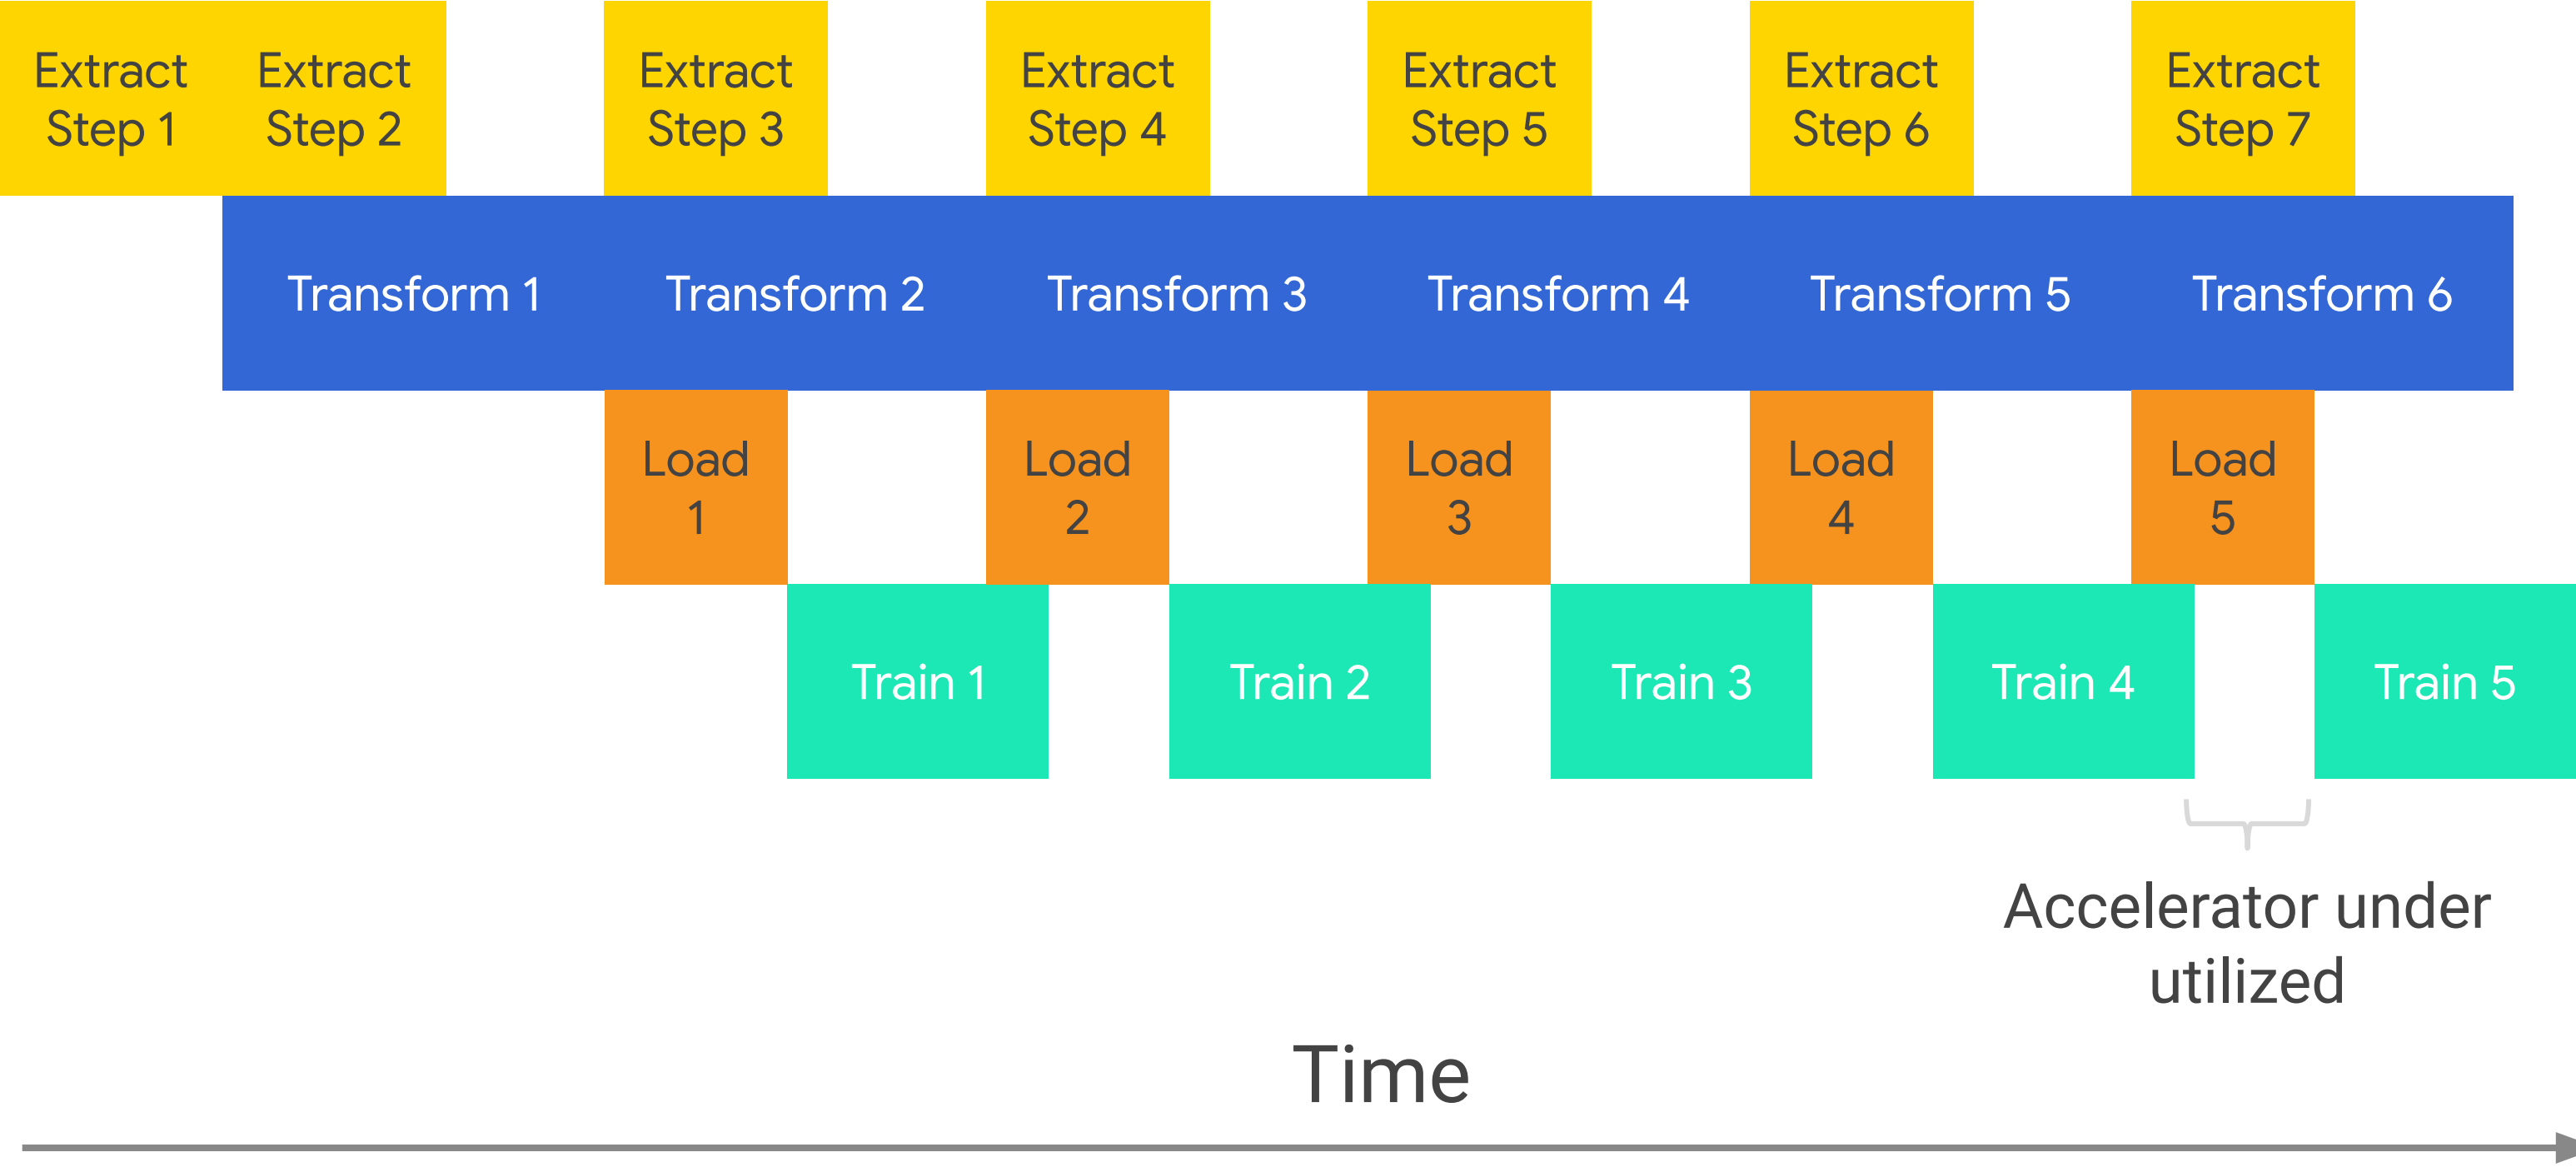 Extract
Step 1
Extract
Step 2
Extract
Step 3
Extract
Step 4
Extract
Step 5
Extract
Step 6
Extract
Step 7
Transform 1
Transform 2
Transform 3
Transform 4
Transform 5
Transform 6
Load
1
Load
2
Load
3
Load
4
Load
5
Train 1
Train 2
Train 3
Train 4
Train 5
Accelerator under
utilized
Time